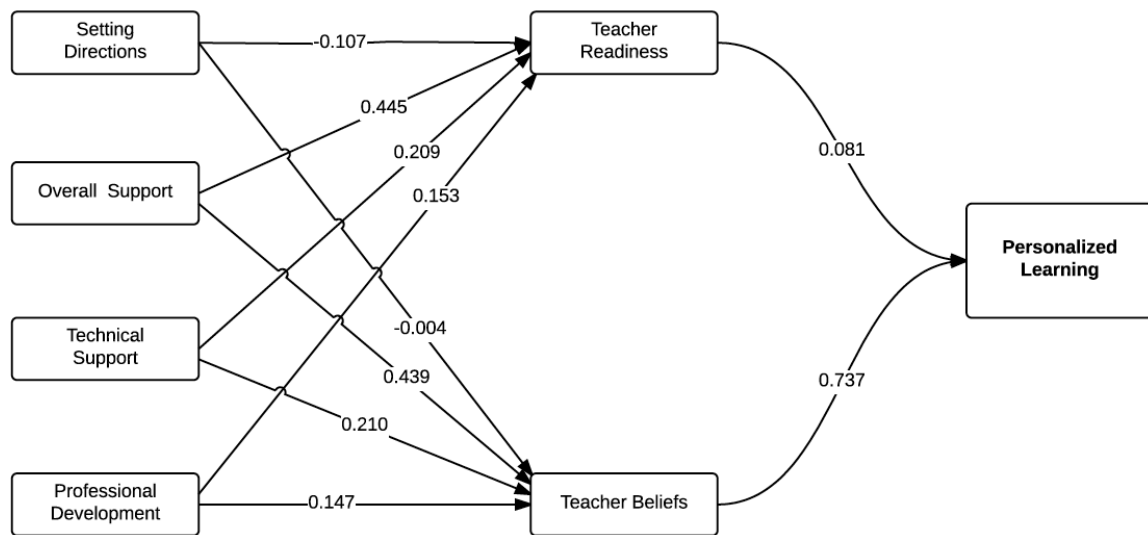 Setting
Directions
-0.107
Teacher
Readiness
0.445
0.209
0.081
Overall Support
0.153
Personalized
Learning
Technical
Support
-0.004
0.439
0.737
0.210
Professional
Development
0.147
Teacher Beliefs